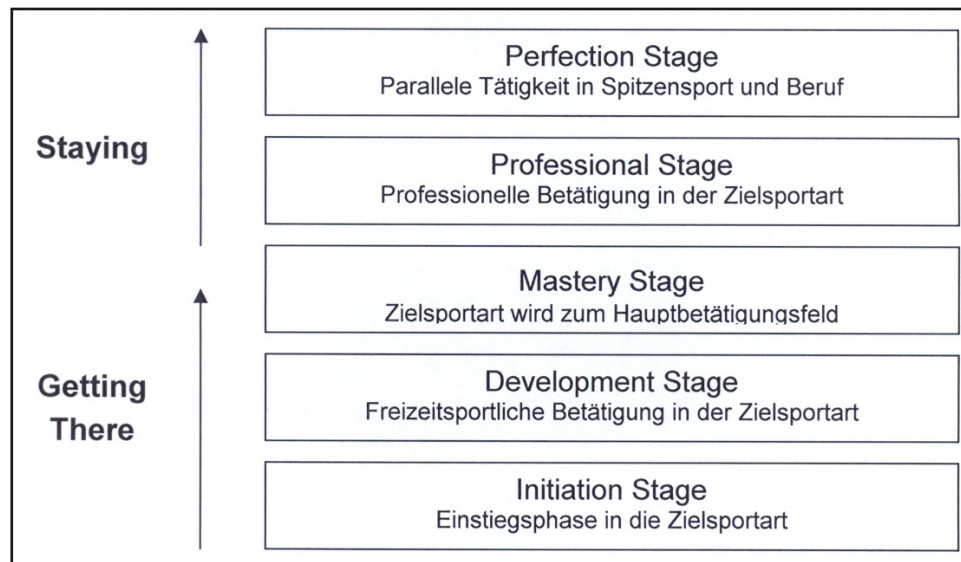 Perfection Stage
Parallele Tätigkeit in Spitzensport und Beruf
Staying
Professional Stage
Professionelle Betätigung in der Zielsportart
Mastery Stage
Zielsportart wird zum Hauptbetätigungsfeld
Getting
There
Development Stage
Freizeitsportliche Betätigung in der Zielsportart
Initiation Stage
Einstiegsphase in die Zielsportart